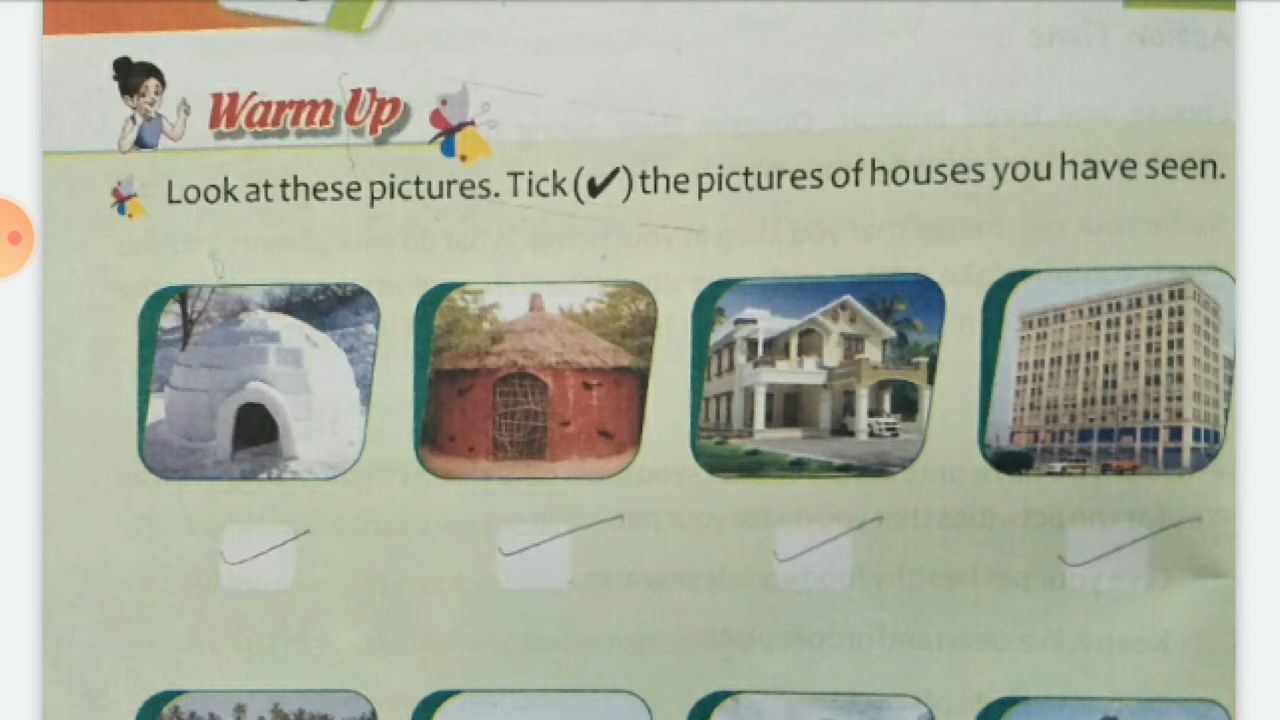 Warm Up
Look at these pictures. Tick (✔) the pictures of houses you have seen.